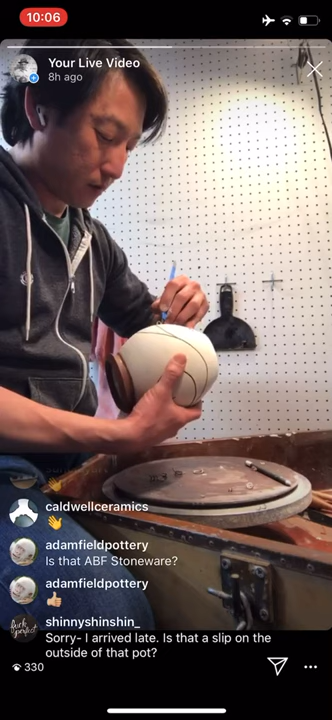 10:06
Your Live Video
8h ago
caldwellceramics
👋
adamfieldpottery
Is that ABF Stoneware?
adamfieldpottery
👍🏼
shinnyshinshin_
Sorry- I arrived late. Is that a slip on the
outside of that pot?
330